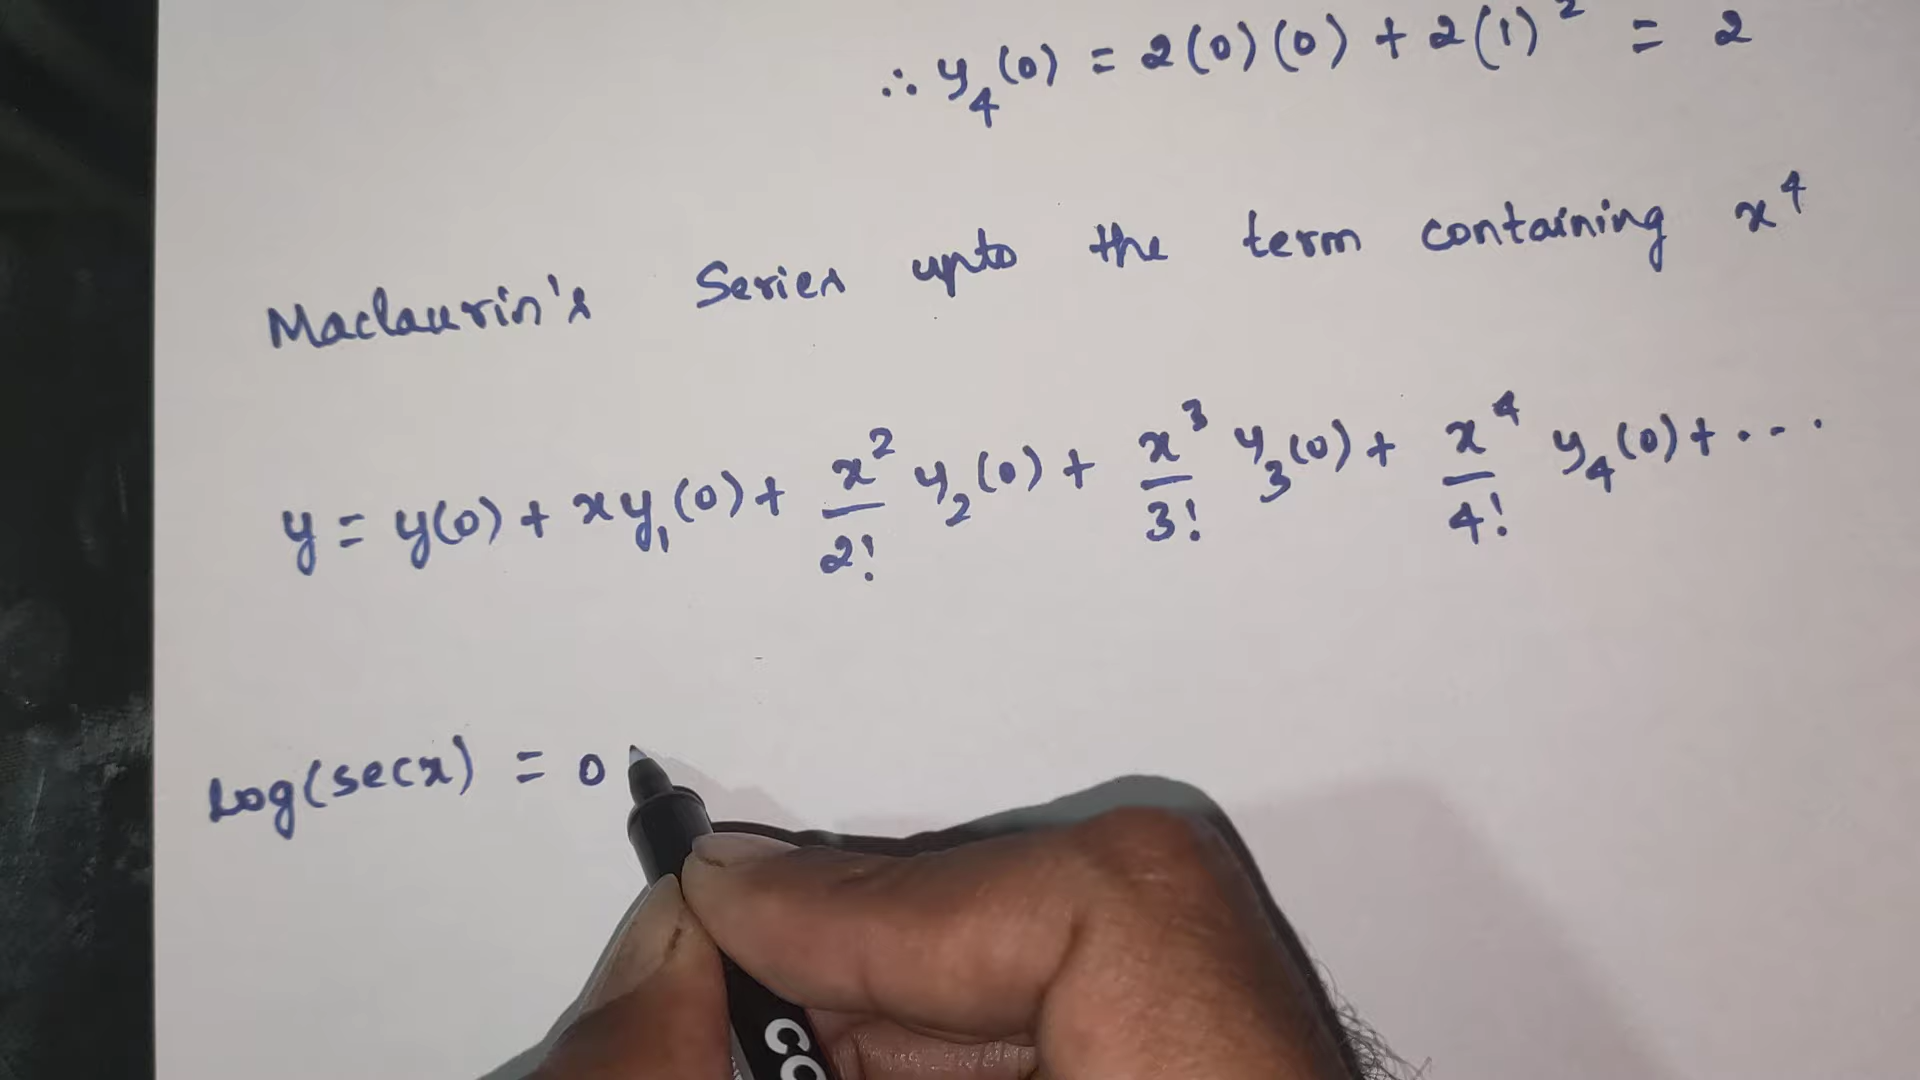 ∴ y₄(0) = 2(0)(0) + 2(1)² = 2
Maclaurin's Series upto the term containing x⁴
y = y(0) + xy₁(0) + x²/2! y₂(0) + x³/3! y₃(0) + x⁴/4! y₄(0) + ....
Log(secx) = 0